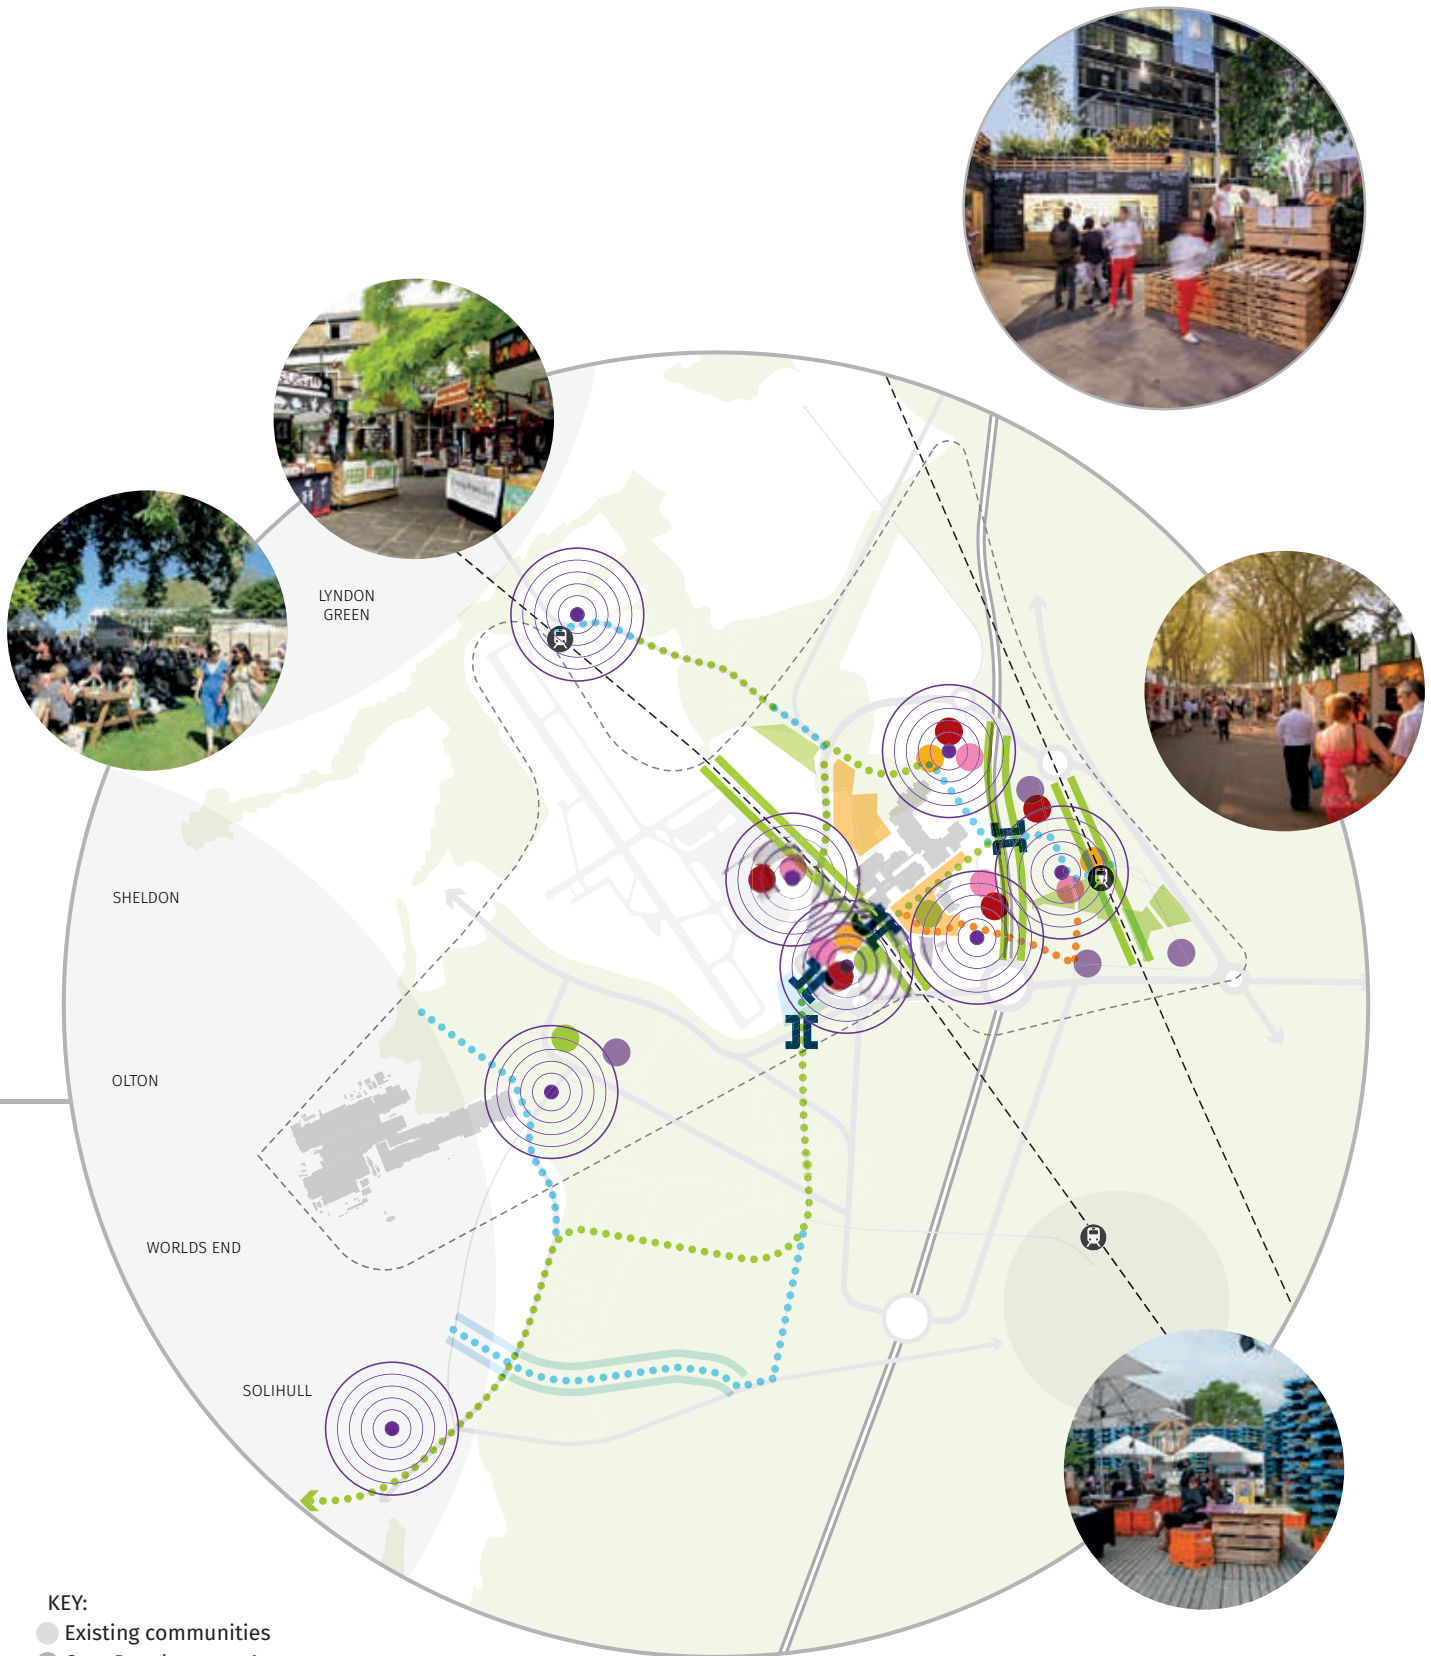 LYNDON
GREEN
SHELDON
OLTON
WORLDS END
SOLIHULL
KEY:
Existing communities